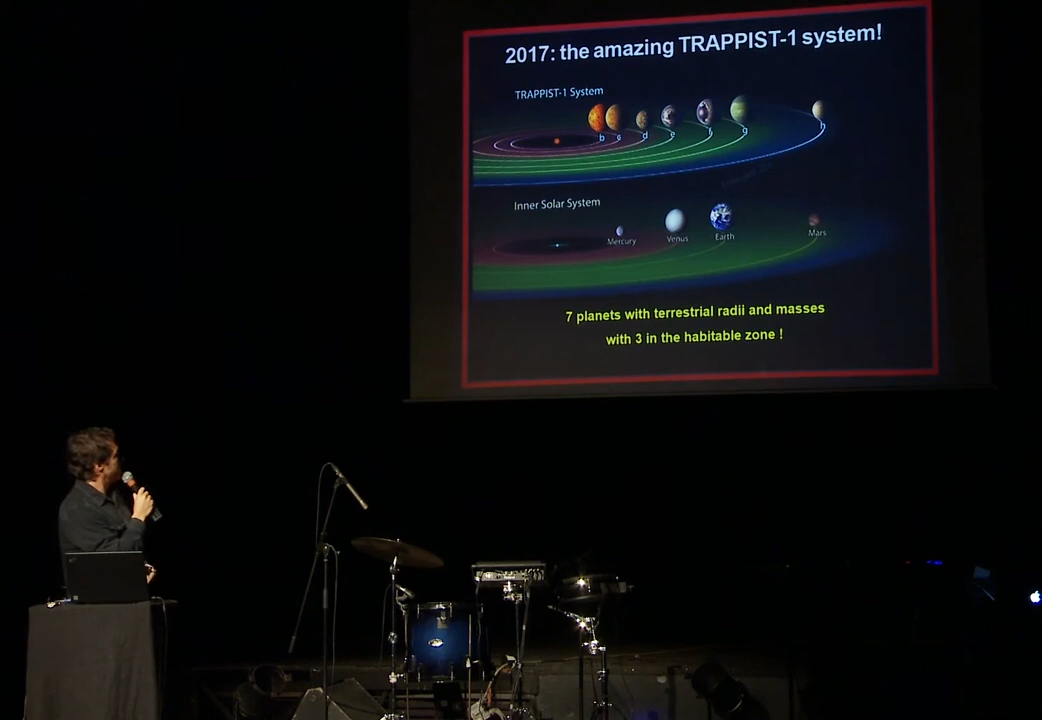 2017: the amazing TRAPPIST-1 system!
TRAPPIST-1 System
b c d e f g h
Inner Solar System
Mercury Venus Earth Mars
7 planets with terrestrial radii and masses
with 3 in the habitable zone !